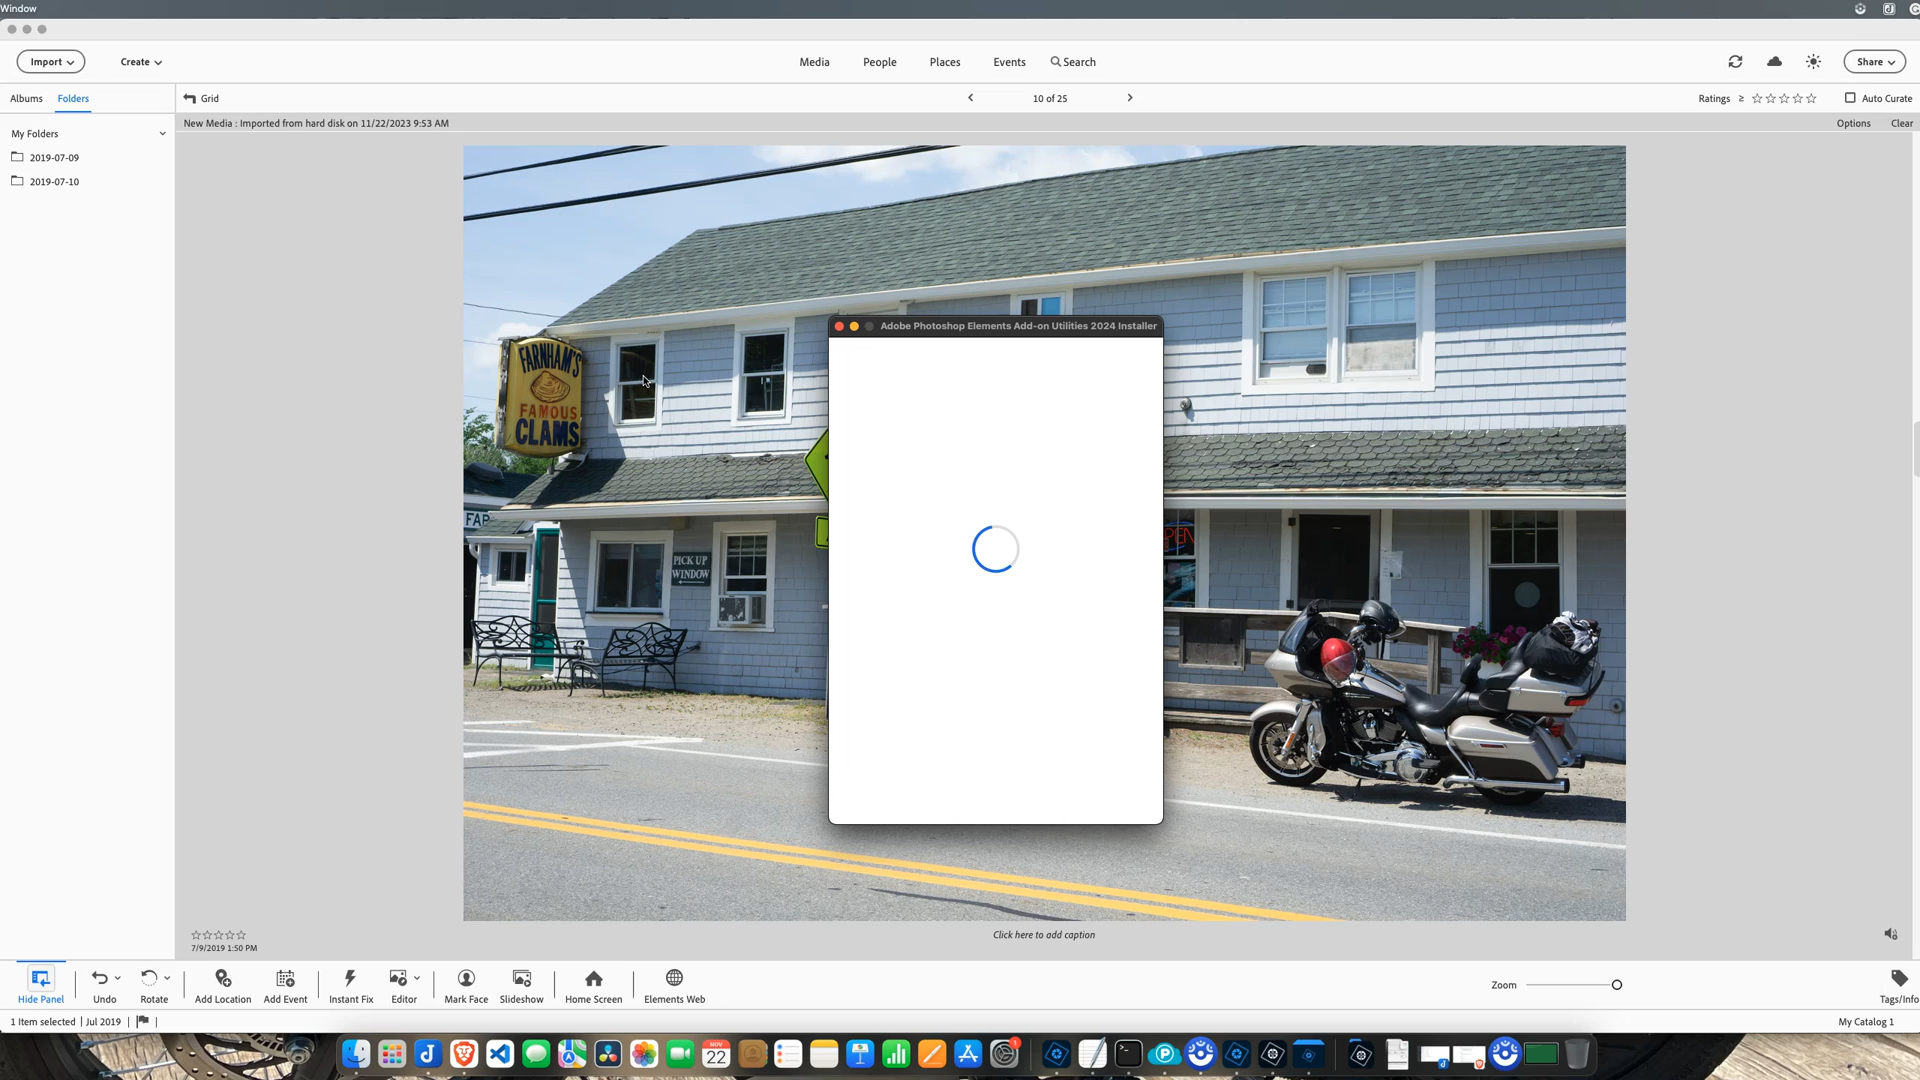 Window
Import
Create
Media
People
Places
Events
Search
Share
Albums
Folders
Grid
10 of 25
Ratings ≥
Auto Curate
New Media : Imported from hard disk on 11/22/2023 9:53 AM
Options
Clear
My Folders
2019-07-09
2019-07-10
Adobe Photoshop Elements Add-on Utilities 2024 Installer
FARNHAM'S
FAMOUS
CLAMS
FAR
PICK UP
WINDOW
PEN
7/9/2019 1:50 PM
Click here to add caption
Hide Panel
Undo
Rotate
Add Location
Add Event
Instant Fix
Editor
Mark Face
Slideshow
Home Screen
Elements Web
Zoom
Tags/Info
1 Item selected
Jul 2019
My Catalog 1
NOV
22
1